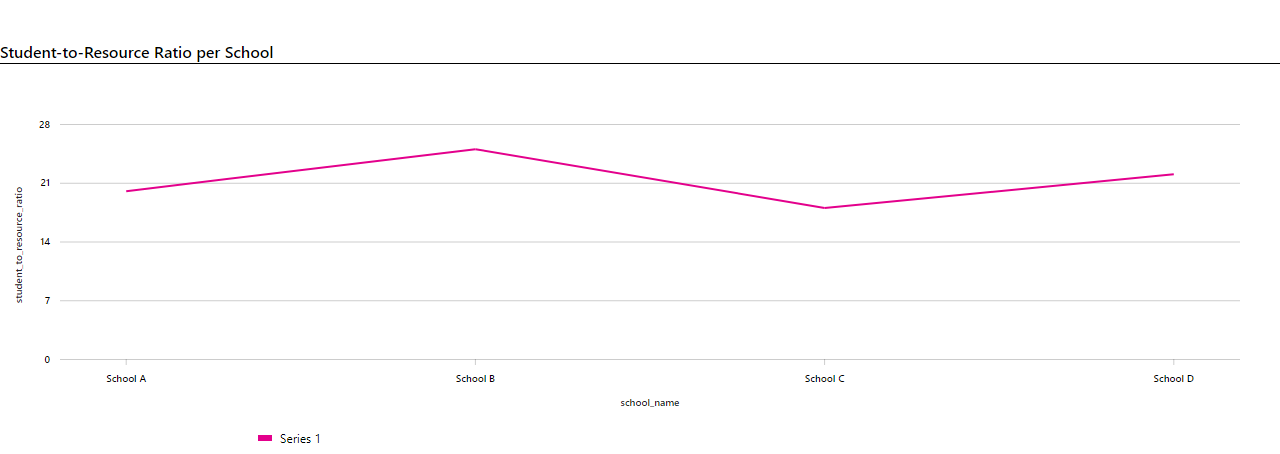 Student-to-Resource Ratio per School
28
21
14
7
0
student_to_resource_ratio
School A School B School C School D
school_name
Series 1